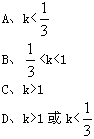 A、k<1/3
B、1/3<k<1
C、k>1
D、k>1 或 k<1/3